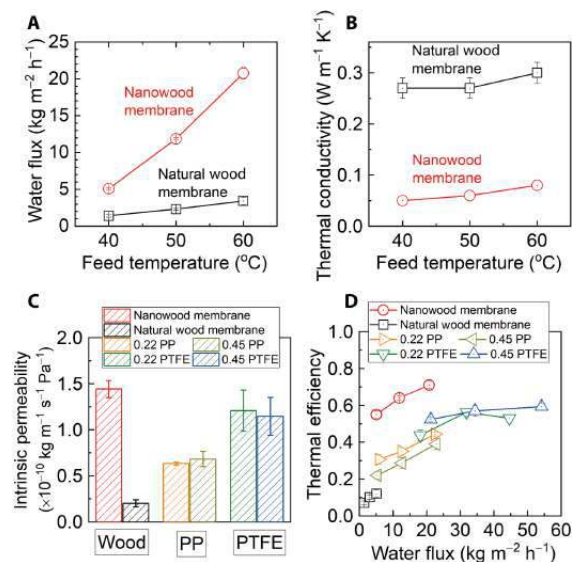 A
Water flux (kg m⁻² h⁻¹)
25
20
15
10
5
0
Nanowood
membrane
Natural wood
membrane
40 50 60
Feed temperature (°C)
B
Thermal conductivity (W m⁻¹ K⁻¹)
0.3
0.2
0.1
0.0
Natural wood
membrane
Nanowood
membrane
40 50 60
Feed temperature (°C)
C
Nanowood membrane
Natural wood membrane
0.22 PP 0.45 PP
0.22 PTFE 0.45 PTFE
Intrinsic permeability
(×10⁻¹⁰ kg m⁻¹ s⁻¹ Pa⁻¹)
2.0
1.5
1.0
0.5
0.0
Wood PP PTFE
D
Nanowood membrane
Natural wood membrane
0.22 PP 0.45 PP
0.22 PTFE 0.45 PTFE
Thermal efficiency
1.0
0.8
0.6
0.4
0.2
0.0
0 10 20 30 40 50 60
Water flux (kg m⁻² h⁻¹)